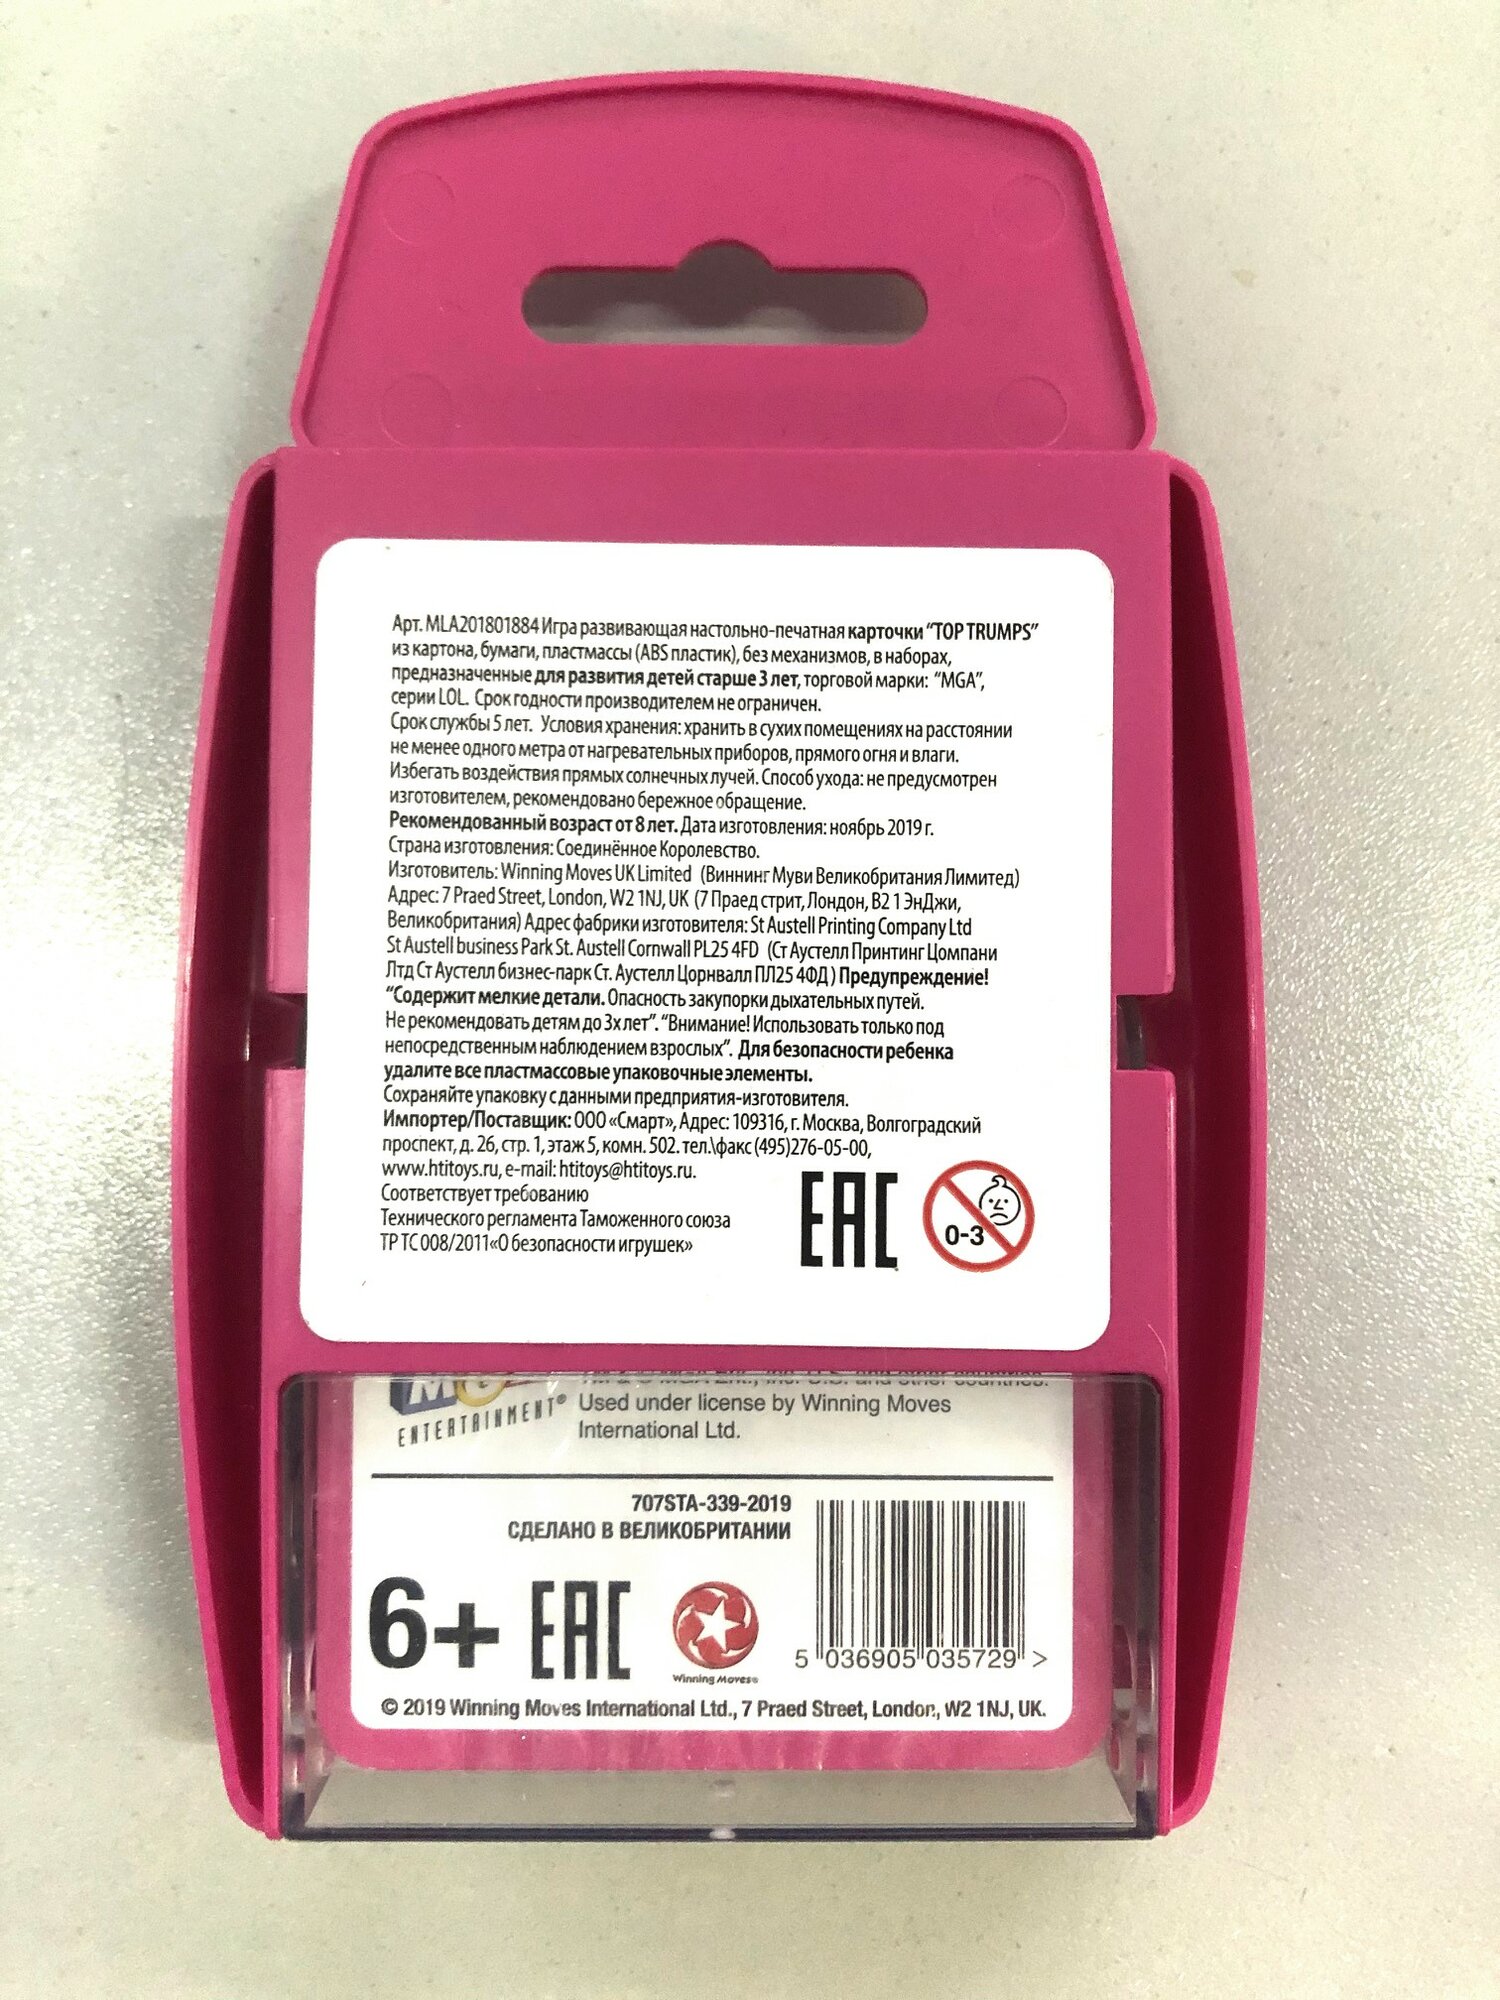 Арт. MLA201801884 Игра развивающая настольно-печатная карточки “TOP TRUMPS”
из картона, бумаги, пластмассы (ABS пластик), без механизмов, в наборах,
предназначенные для развития детей старше 3 лет, торговой марки: “MGA”,
серии LOL. Срок годности производителем не ограничен.
Срок службы 5 лет. Условия хранения: хранить в сухих помещениях на расстоянии
не менее одного метра от нагревательных приборов, прямого огня и влаги.
Избегать воздействия прямых солнечных лучей. Способ ухода: не предусмотрен
изготовителем, рекомендовано бережное обращение.
Рекомендованный возраст от 8 лет. Дата изготовления: ноябрь 2019 г.
Страна изготовления: Соединённое Королевство.
Изготовитель: Winning Moves UK Limited (Виннинг Муви Великобритания Лимитед)
Адрес: 7 Praed Street, London, W2 1NJ, UK (7 Праед стрит, Лондон, В2 1 ЭнДжи,
Великобритания) Адрес фабрики изготовителя: St Austell Printing Company Ltd
St Austell business Park St. Austell Cornwall PL25 4FD (Ст Аустелл Принтинг Цомпани
Лтд Ст Аустелл бизнес-парк Ст. Аустелл Цорнвалл ПЛ25 4ФД) Предупреждение!
“Содержит мелкие детали. Опасность закупорки дыхательных путей.
Не рекомендовать детям до 3х лет”. “Внимание! Использовать только под
непосредственным наблюдением взрослых”. Для безопасности ребенка
удалите все пластмассовые упаковочные элементы.
Сохраняйте упаковку с данными предприятия-изготовителя.
Импортер/Поставщик: ООО «Смарт», Адрес: 109316, г. Москва, Волгоградский
проспект, д. 26, стр. 1, этаж 5, комн. 502. тел.\факс (495)276-05-00,
www.htitoys.ru, e-mail: htitoys@htitoys.ru.
Соответствует требованию
Технического регламента Таможенного союза
ТР ТС 008/2011«О безопасности игрушек»
EAC
0-3
TM & © MGA Ent., Inc. U.S. and other countries.
ENTERTAINMENT® Used under license by Winning Moves
International Ltd.
707STA-339-2019
СДЕЛАНО В ВЕЛИКОБРИТАНИИ
6+ EAC
Winning Moves®
5 036905 035729 >
© 2019 Winning Moves International Ltd., 7 Praed Street, London, W2 1NJ, UK.